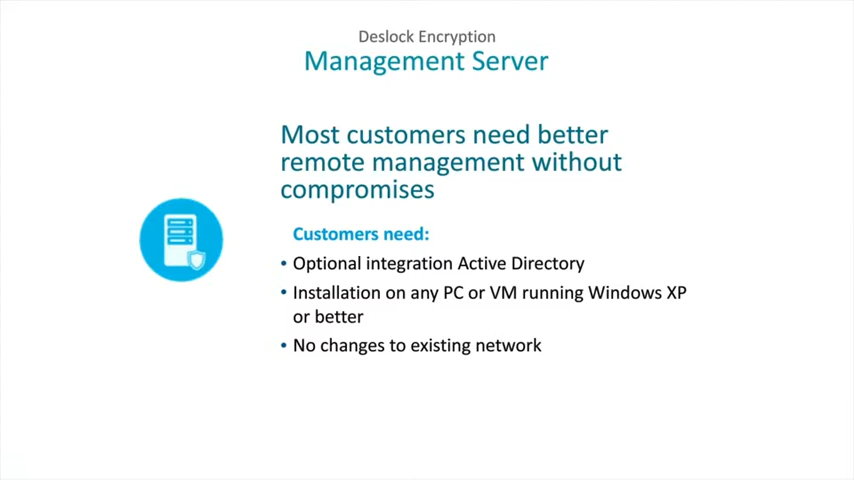 Deslock Encryption
Management Server
Most customers need better
remote management without
compromises
Customers need:
• Optional integration Active Directory
• Installation on any PC or VM running Windows XP
or better
• No changes to existing network